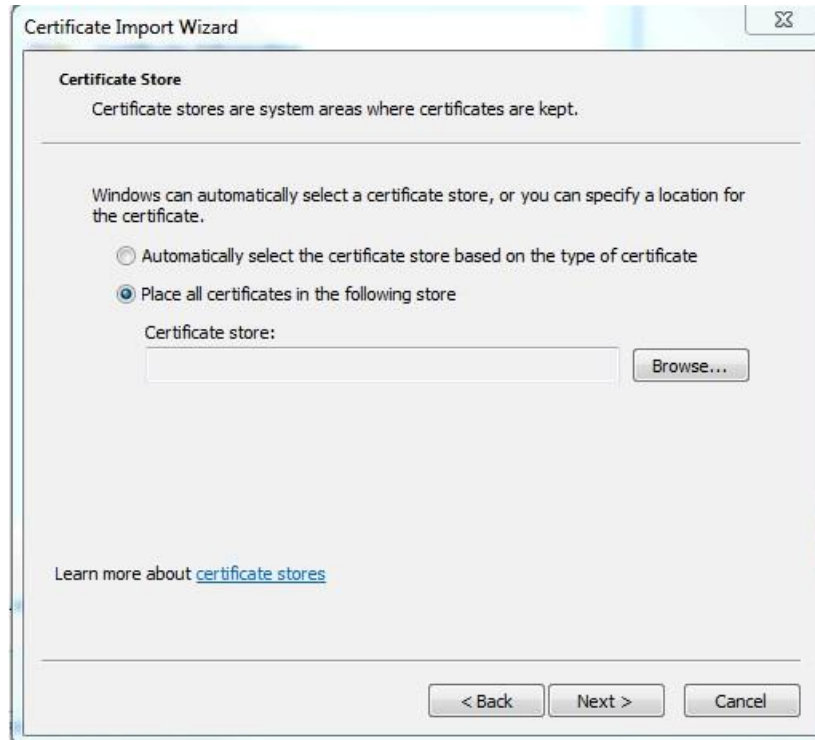 Certificate Import Wizard
Certificate Store
Certificate stores are system areas where certificates are kept.
Windows can automatically select a certificate store, or you can specify a location for
the certificate.
Automatically select the certificate store based on the type of certificate
Place all certificates in the following store
Certificate store:
Browse...
Learn more about certificate stores
< Back Next > Cancel